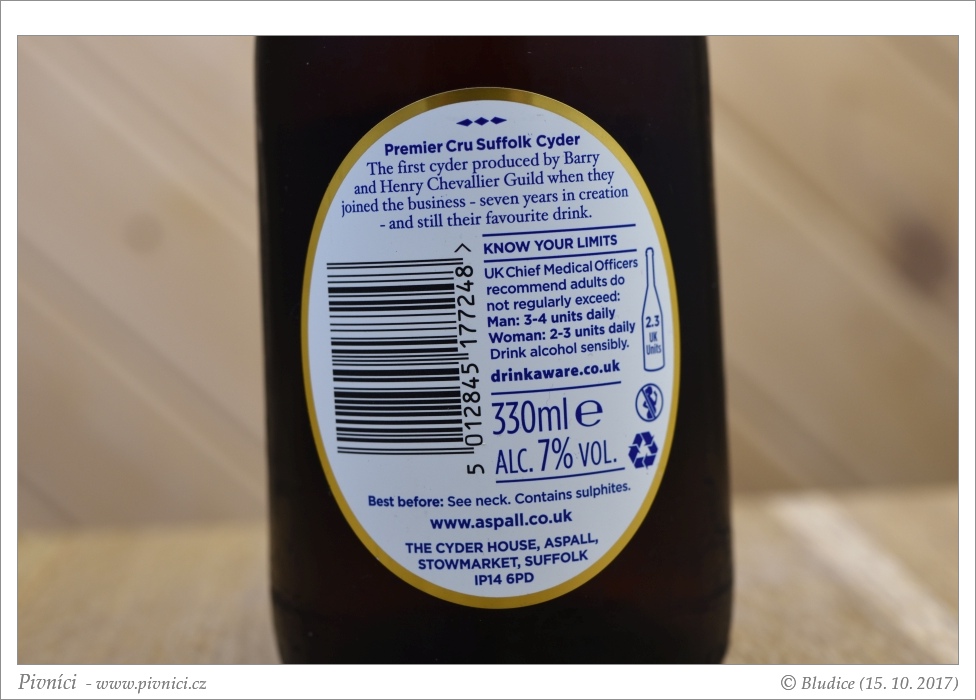 Premier Cru Suffolk Cyder
The first cyder produced by Barry
and Henry Chevallier Guild when they
joined the business - seven years in creation
- and still their favourite drink.
KNOW YOUR LIMITS
UK Chief Medical Officers
recommend adults do
not regularly exceed:
Man: 3-4 units daily
Woman: 2-3 units daily
Drink alcohol sensibly.
drinkaware.co.uk
2.3
UK
Units
5 012845 177248 >
330ml e
ALC. 7% VOL.
Best before: See neck. Contains sulphites.
www.aspall.co.uk
THE CYDER HOUSE, ASPALL,
STOWMARKET, SUFFOLK
IP14 6PD
Pivníci - www.pivnici.cz
© Bludice (15. 10. 2017)